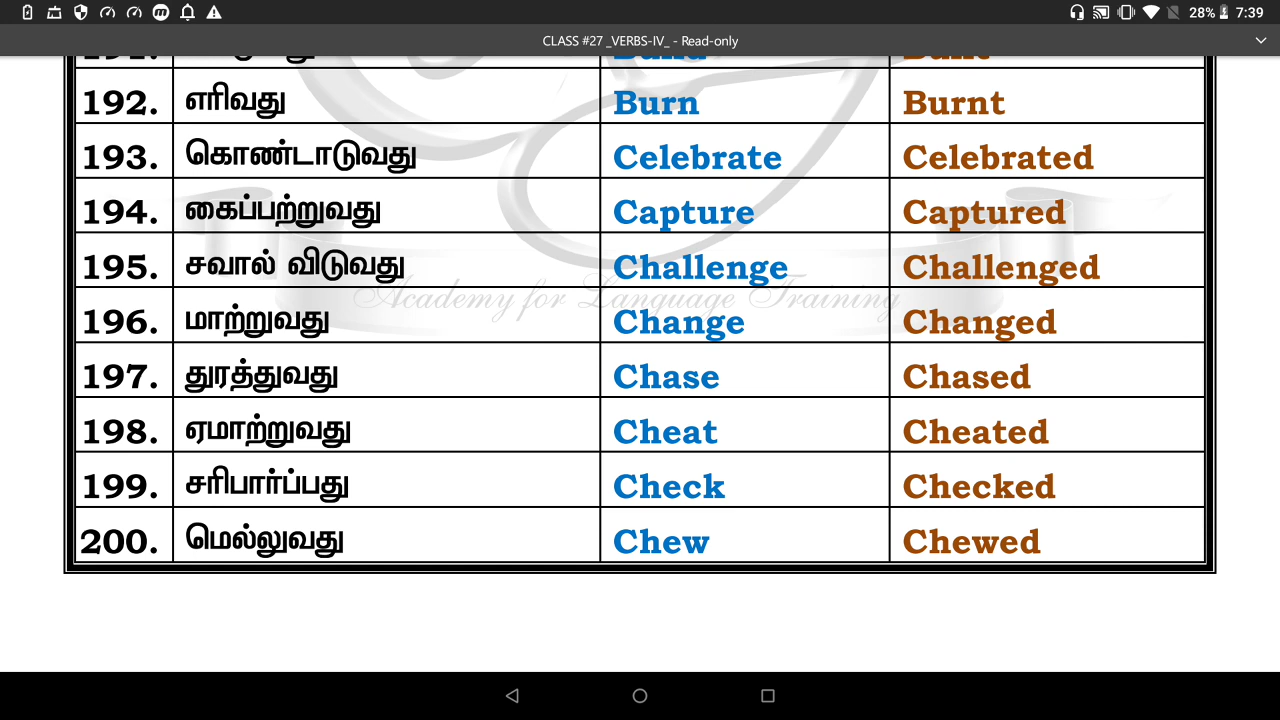 28% 7:39
CLASS #27 _VERBS-IV_ - Read-only
192. எரிவது Burn Burnt
193. கொண்டாடுவது Celebrate Celebrated
194. கைப்பற்றுவது Capture Captured
195. சவால் விடுவது Challenge Challenged
Academy for Language Training
196. மாற்றுவது Change Changed
197. துரத்துவது Chase Chased
198. ஏமாற்றுவது Cheat Cheated
199. சரிபார்ப்பது Check Checked
200. மெல்லுவது Chew Chewed